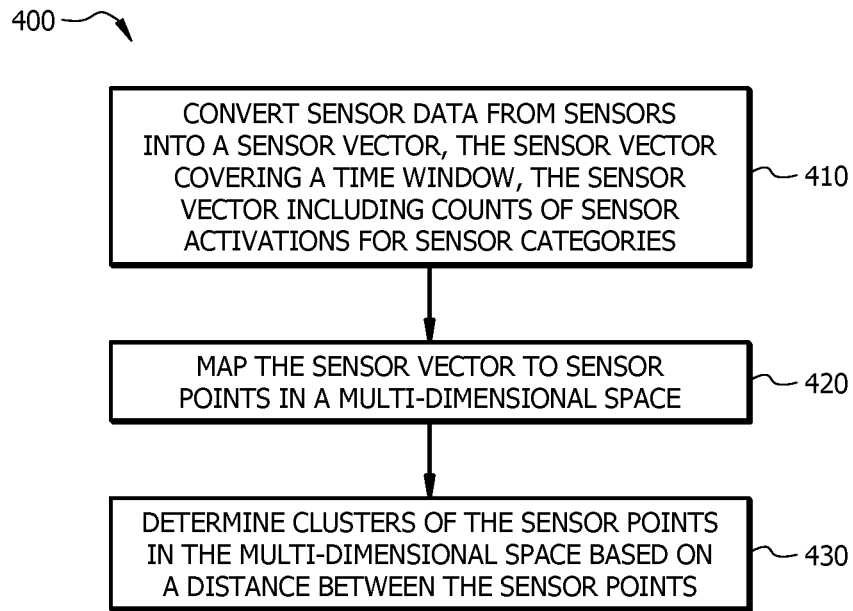 400
CONVERT SENSOR DATA FROM SENSORS
INTO A SENSOR VECTOR, THE SENSOR VECTOR
COVERING A TIME WINDOW, THE SENSOR
VECTOR INCLUDING COUNTS OF SENSOR
ACTIVATIONS FOR SENSOR CATEGORIES
410
MAP THE SENSOR VECTOR TO SENSOR
POINTS IN A MULTI-DIMENSIONAL SPACE
420
DETERMINE CLUSTERS OF THE SENSOR POINTS
IN THE MULTI-DIMENSIONAL SPACE BASED ON
A DISTANCE BETWEEN THE SENSOR POINTS
430